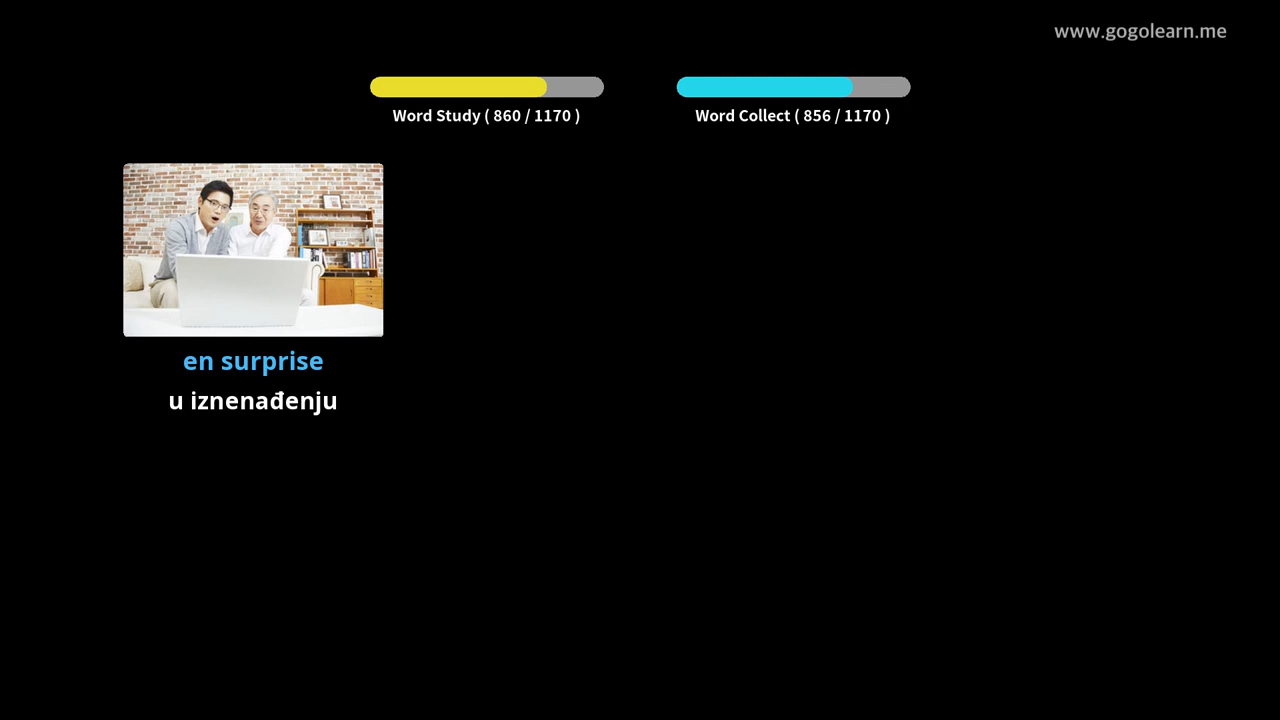 www.gogolearn.me
Word Study ( 860 / 1170 )
Word Collect ( 856 / 1170 )
en surprise
u iznenađenju